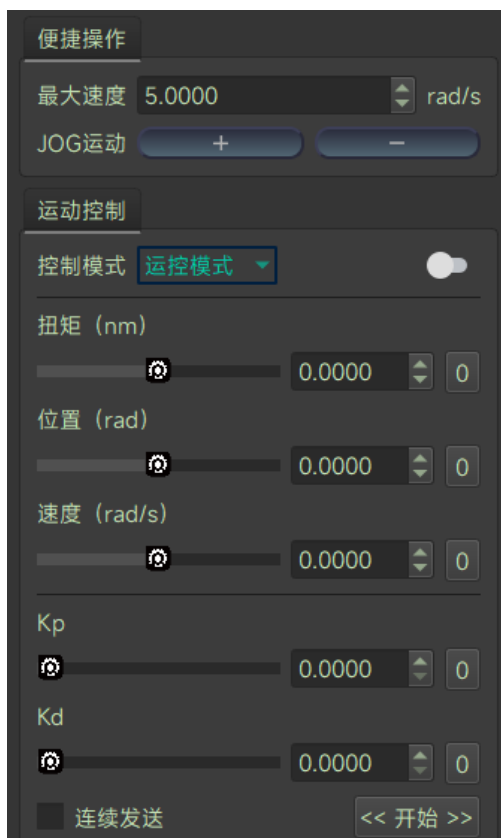 便捷操作
最大速度 5.0000 rad/s
JOG运动 + −
运动控制
控制模式 运控模式
扭矩（nm）
0.0000 0
位置（rad）
0.0000 0
速度（rad/s）
0.0000 0
Kp
0.0000 0
Kd
0.0000 0
连续发送 << 开始 >>